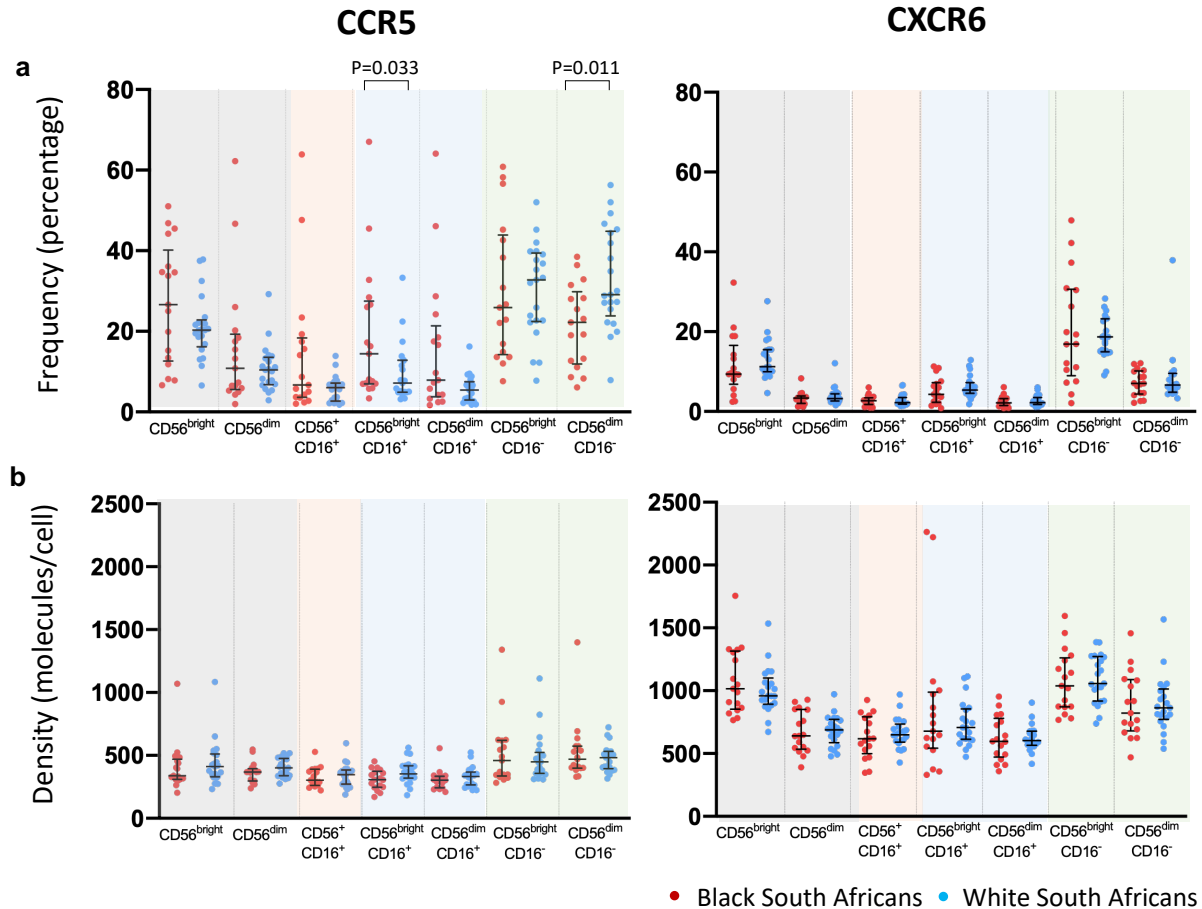 CCR5 CXCR6
a
P=0.033 P=0.011
Frequency (percentage)
80
60
40
20
0
CD56bright CD56dim CD56+ CD56bright CD56dim CD56bright CD56dim
CD16+ CD16+ CD16+ CD16- CD16-
80
60
40
20
0
CD56bright CD56dim CD56+ CD56bright CD56dim CD56bright CD56dim
CD16+ CD16+ CD16+ CD16- CD16-
b
Density (molecules/cell)
2500
2000
1500
1000
500
0
CD56bright CD56dim CD56+ CD56bright CD56dim CD56bright CD56dim
CD16+ CD16+ CD16+ CD16- CD16-
2500
2000
1500
1000
500
0
CD56bright CD56dim CD56+ CD56bright CD56dim CD56bright CD56dim
CD16+ CD16+ CD16+ CD16- CD16-
Black South Africans White South Africans